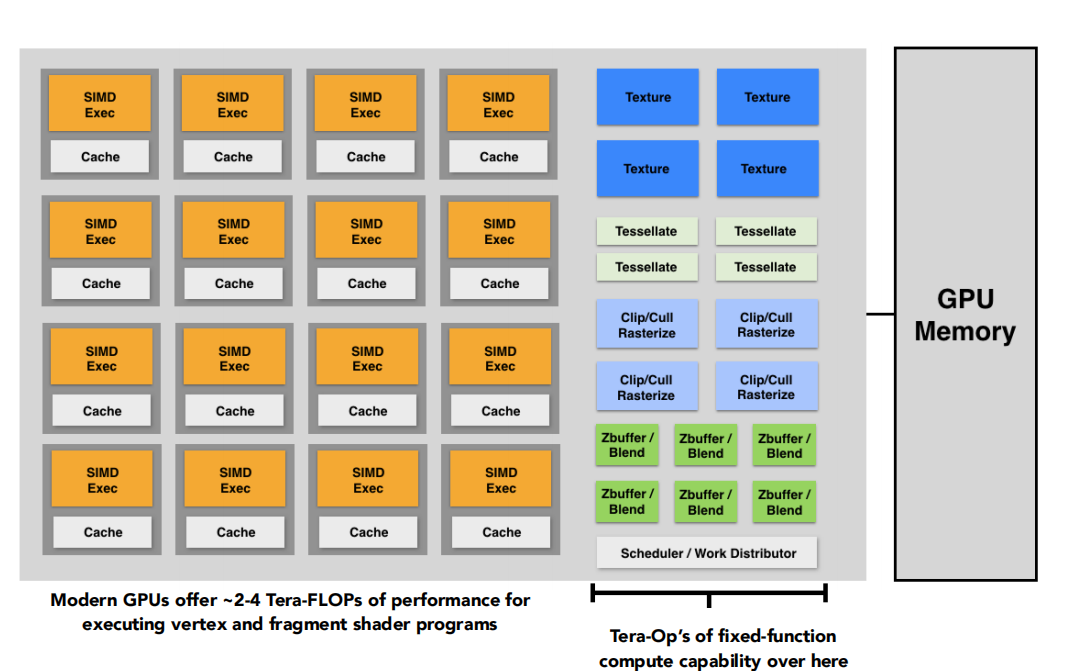 SIMD
Exec
Cache
SIMD
Exec
Cache
SIMD
Exec
Cache
SIMD
Exec
Cache
SIMD
Exec
Cache
SIMD
Exec
Cache
SIMD
Exec
Cache
SIMD
Exec
Cache
SIMD
Exec
Cache
SIMD
Exec
Cache
SIMD
Exec
Cache
SIMD
Exec
Cache
SIMD
Exec
Cache
SIMD
Exec
Cache
SIMD
Exec
Cache
SIMD
Exec
Cache
Texture
Texture
Texture
Texture
Tessellate
Tessellate
Tessellate
Tessellate
Clip/Cull
Rasterize
Clip/Cull
Rasterize
Clip/Cull
Rasterize
Clip/Cull
Rasterize
Zbuffer /
Blend
Zbuffer /
Blend
Zbuffer /
Blend
Zbuffer /
Blend
Zbuffer /
Blend
Zbuffer /
Blend
Scheduler / Work Distributor
GPU
Memory
Modern GPUs offer ~2-4 Tera-FLOPs of performance for
executing vertex and fragment shader programs
Tera-Op's of fixed-function
compute capability over here